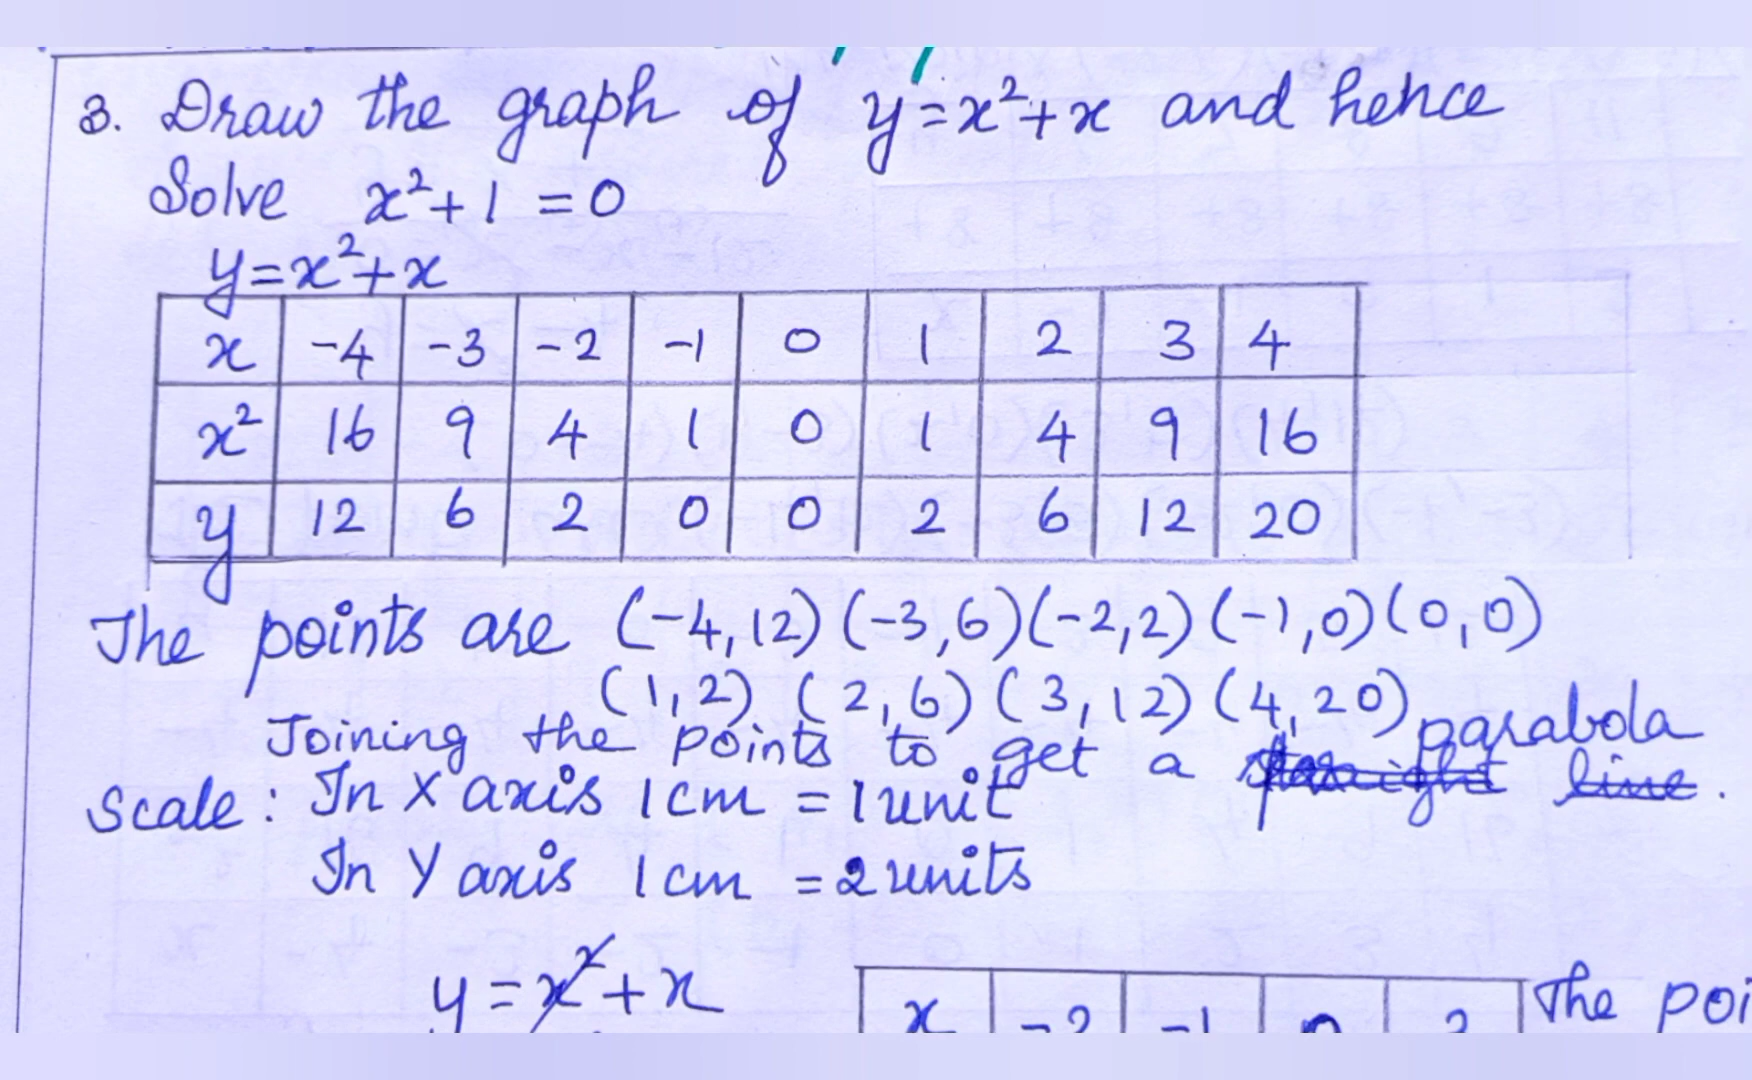 3. Draw the graph of y=x²+x and hence
Solve x²+1=0
y=x²+x
x -4 -3 -2 -1 0 1 2 3 4
x² 16 9 4 1 0 1 4 9 16
y 12 6 2 0 0 2 6 12 20
The points are (-4,12)(-3,6)(-2,2)(-1,0)(0,0)
(1,2)(2,6)(3,12)(4,20)
Joining the points to get a parabola line.
Scale: In X axis 1cm = 1unit
In Y axis 1cm = 2units
y=x²+x
x -2 -1 0 2 The poi